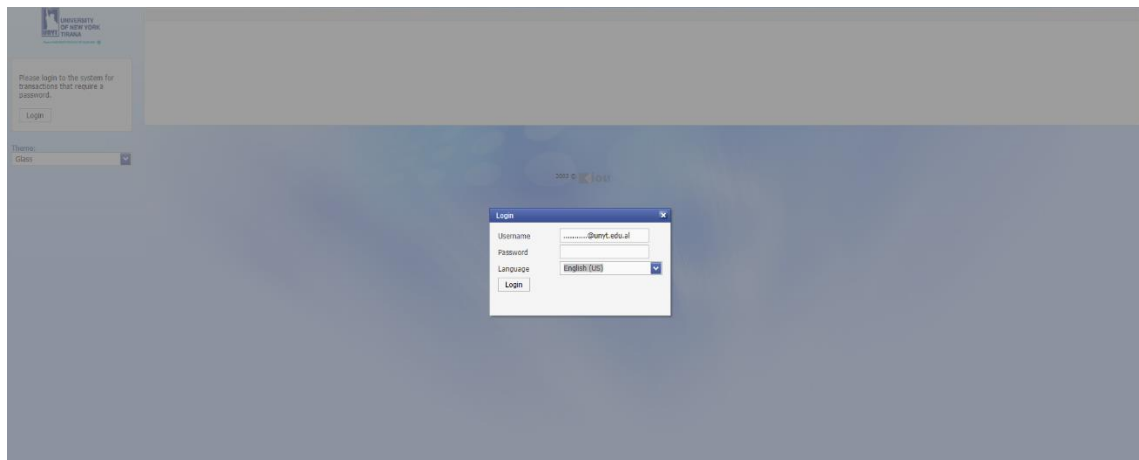 UNIVERSITY
OF NEW YORK
TIRANA
Please login to the system for
transactions that require a
password.
Login
Theme:
Glass
2022 ©
Login
Username
...........@unyt.edu.al
Password
Language
English (US)
Login